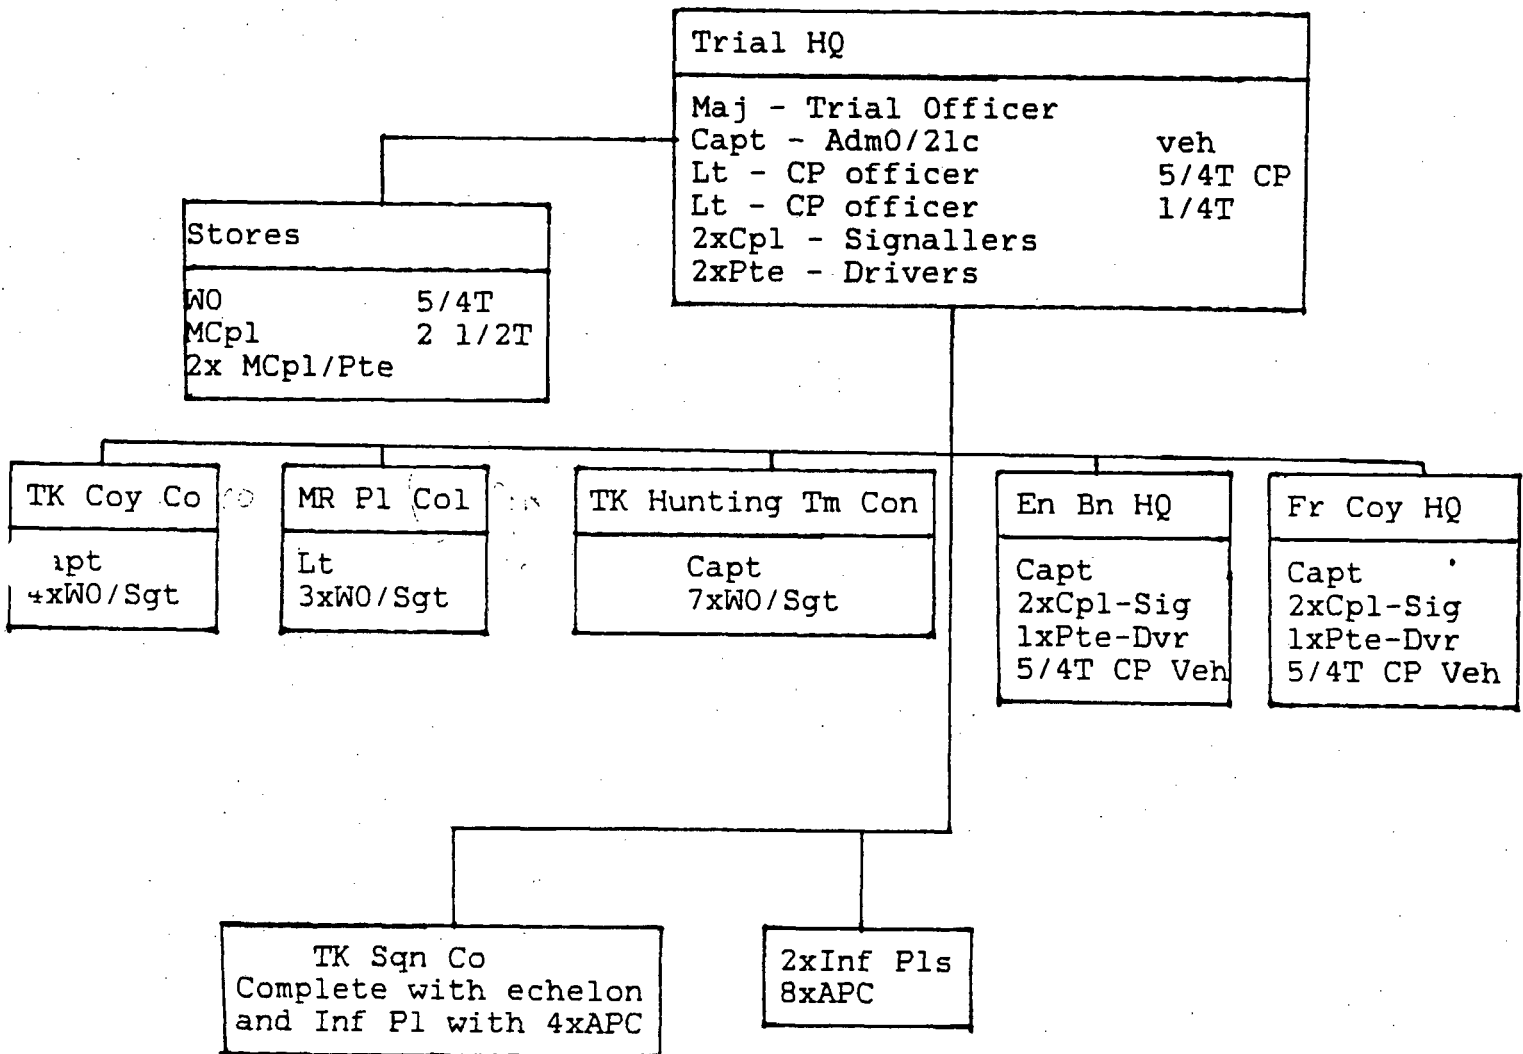 Trial HQ
Maj - Trial Officer
Capt - AdmO/2lc veh
Lt - CP officer 5/4T CP
Lt - CP officer 1/4T
2xCpl - Signallers
2xPte - Drivers
Stores
WO 5/4T
MCpl 2 1/2T
2x MCpl/Pte
TK Coy Co
apt
4xWO/Sgt
MR Pl Col
Lt
3xWO/Sgt
TK Hunting Tm Con
Capt
7xWO/Sgt
En Bn HQ
Capt
2xCpl-Sig
1xPte-Dvr
5/4T CP Veh
Fr Coy HQ
Capt
2xCpl-Sig
1xPte-Dvr
5/4T CP Veh
TK Sqn Co
Complete with echelon
and Inf Pl with 4xAPC
2xInf Pls
8xAPC